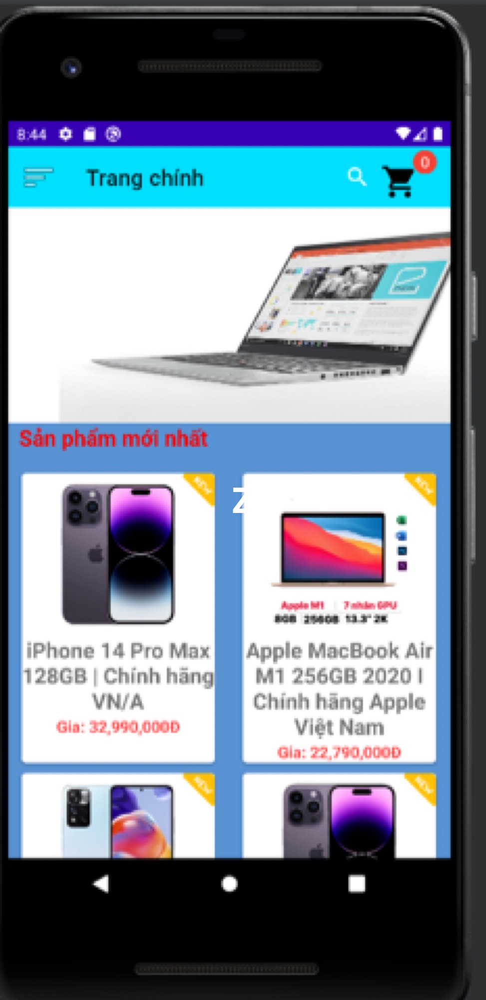 8:44
Trang chính
0
Sản phẩm mới nhất
NEW
NEW
Z
Apple M1 7 nhân GPU
8GB 256GB 13.3" 2K
iPhone 14 Pro Max
128GB | Chính hãng
VN/A
Gia: 32,990,000Đ
Apple MacBook Air
M1 256GB 2020 I
Chính hãng Apple
Việt Nam
Gia: 22,790,000Đ
NEW
NEW